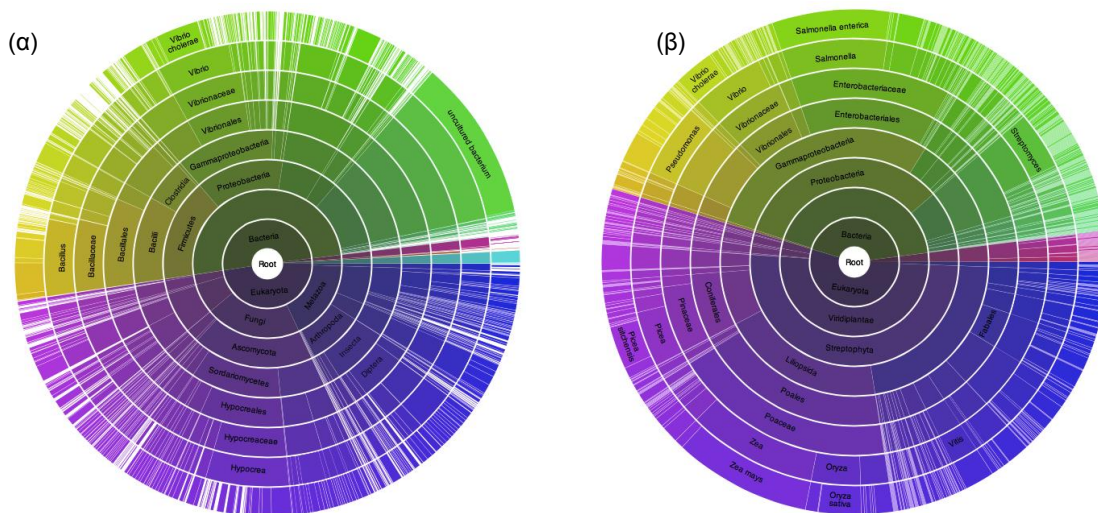 (α)
Vibrio
cholerae
Vibrio
Vibrionaceae
Vibrionales
Gammaproteobacteria
Proteobacteria
uncultured bacterium
Clostridia
Firmicutes
Bacilli
Bacillales
Bacillaceae
Bacillus
Bacteria
Root
Eukaryota
Metazoa
Fungi
Arthropoda
Insecta
Diptera
Ascomycota
Sordariomycetes
Hypocreales
Hypocreaceae
Hypocrea
(β)
Salmonella enterica
Salmonella
Enterobacteriaceae
Enterobacteriales
Gammaproteobacteria
Proteobacteria
Vibrio
cholerae
Vibrio
Vibrionaceae
Vibrionales
Pseudomonas
Streptomyces
Bacteria
Root
Eukaryota
Viridiplantae
Streptophyta
Fabales
Coniferales
Pinaceae
Picea
Picea
sitchensis
Liliopsida
Poales
Poaceae
Zea
Zea mays
Oryza
Oryza
sativa
Vitis